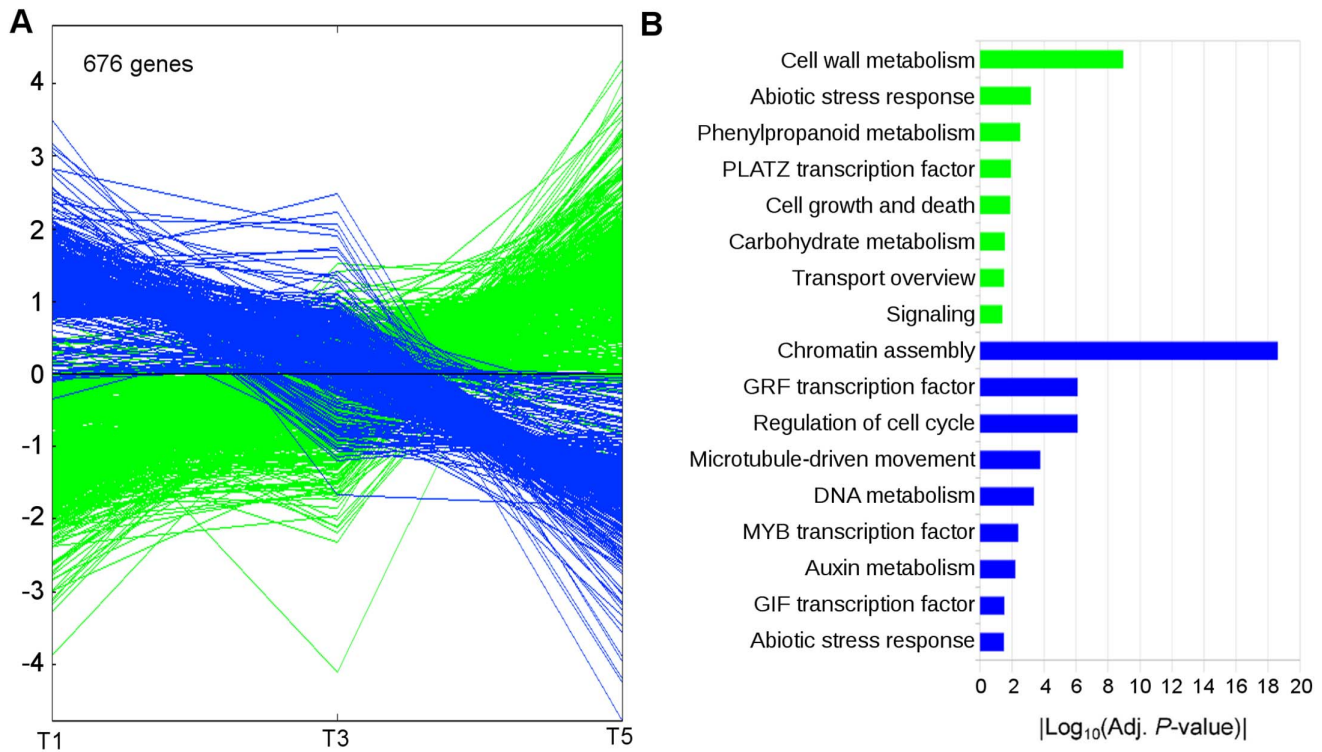 A
676 genes
4
3
2
1
0
-1
-2
-3
-4
T1
T3
T5
B
Cell wall metabolism
Abiotic stress response
Phenylpropanoid metabolism
PLATZ transcription factor
Cell growth and death
Carbohydrate metabolism
Transport overview
Signaling
Chromatin assembly
GRF transcription factor
Regulation of cell cycle
Microtubule-driven movement
DNA metabolism
MYB transcription factor
Auxin metabolism
GIF transcription factor
Abiotic stress response
0 2 4 6 8 10 12 14 16 18 20
|Log₁₀(Adj. P-value)|